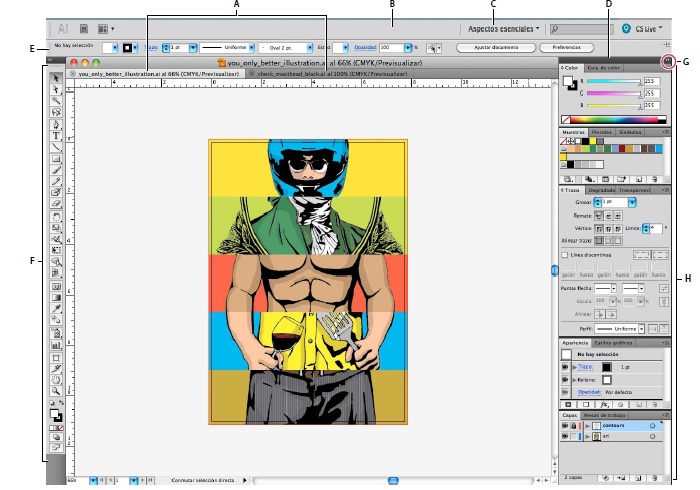 A
B
C
D
Ai
Br
Aspectos esenciales
CS Live
E
No hay selección
Trazo:
1 pt
Uniforme
Oval 2 pt.
Estilo
Opacidad:
100
%
Ajustar documento
Preferencias
you_only_better_illustration.ai al 66% (CMYK/Previsualizar)
G
you_only_better_illustration.ai al 66% (CMYK/Previsualizar)
check_masthead_black.ai al 100% (CMYK/Previsualizar)
Color
Guía de color
255
255
255
Muestras
Pinceles
Símbolos
Trazo
Degradado
Transparencia
Grosor:
1 pt
Remate:
Vértice:
Límite:
Alinear trazo:
F
H
Línea discontinua
guión hueco guión hueco guión hueco
Puntas flecha:
Escala:
Alinear:
Perfil:
Uniforme
Apariencia
Estilos gráficos
No hay selección
Trazo:
1 pt
Relleno:
Opacidad:
Por defecto
Capas
Mesas de trabajo
contours
art
2 capas
66%
1
Conmutar selección directa